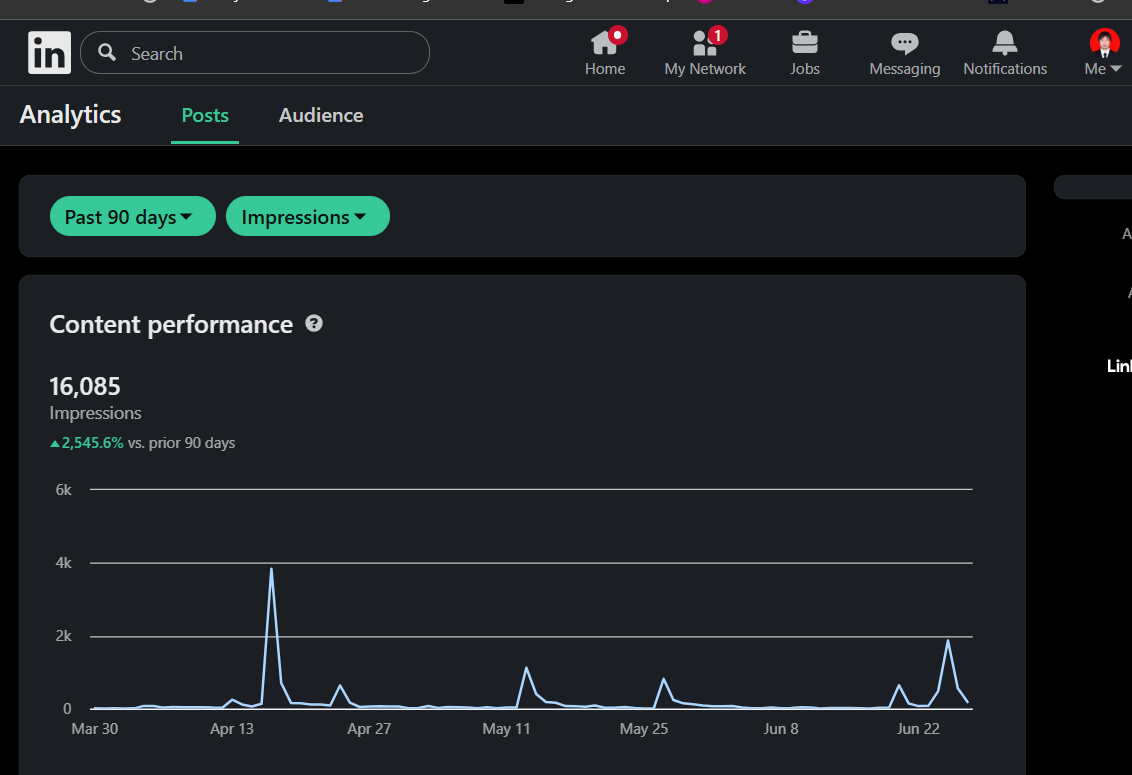 in
Search
Home
1
My Network
Jobs
Messaging
Notifications
Me
Analytics
Posts
Audience
Past 90 days
Impressions
Content performance
?
16,085
Impressions
2,545.6% vs. prior 90 days
6k
4k
2k
0
Mar 30 Apr 13 Apr 27 May 11 May 25 Jun 8 Jun 22